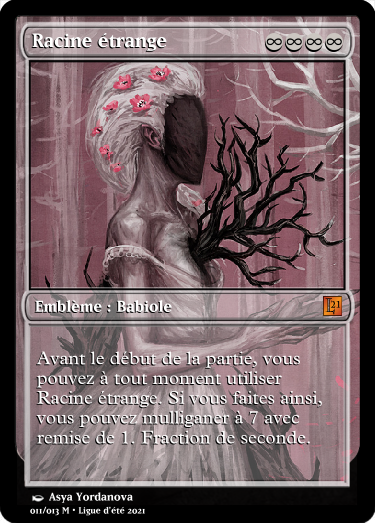 Racine étrange ∞∞∞∞
Emblème : Babiole
E21
Avant le début de la partie, vous
pouvez à tout moment utiliser
Racine étrange. Si vous faites ainsi,
vous pouvez mulliganer à 7 avec
remise de 1. Fraction de seconde.
Asya Yordanova
011/013 M • Ligue d'été 2021